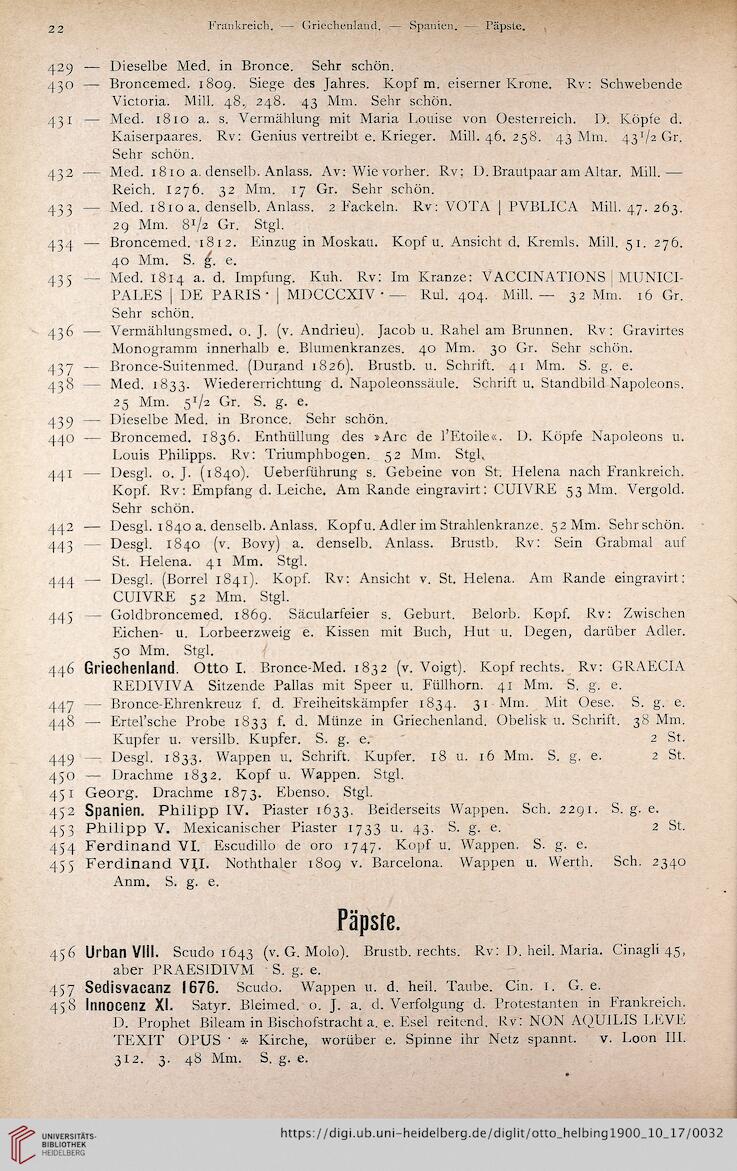 22
Frankreich. — Griechenland. — Spanien. — Päpste.
429 — Dieselbe Med. in Bronce. Sehr schön.
430 — Broncemed. 1809. Siege des Jahres. Kopf m. eiserner Krone. Rv: Schwebende
Victoria. Mill. 48., 248. 43 Mm. Sehr schön.
431 — Med. 1810 a. s. Vermählung mit Maria Louise von Oesterreich. D. Köpfe d.
Kaiserpaares. Rv: Genius vertreibt e. Krieger. Mill. 46. 258. 43 Mm. 43¹/2 Gr.
Sehr schön.
432 — Med. 1810 a. denselb. Anlass. Av: Wie vorher. Rv: D. Brautpaar am Altar. Mill. —
Reich. 1276. 32 Mm. 17 Gr. Sehr schön.
433 — Med. 1810 a. denselb. Anlass. 2 Fackeln. Rv: VOTA | PVBLICA Mill. 47. 263.
29 Mm. 8¹/2 Gr. Stgl.
434 — Broncemed. 1812. Einzug in Moskau. Kopf u. Ansicht d. Kremls. Mill. 51. 276.
40 Mm. S. g. e.
435 — Med. 1814 a. d. Impfung. Kuh. Rv: Im Kranze: VACCINATIONS | MUNICI-
PALES | DE PARIS • | MDCCCXIV • — Rul. 404. Mill. — 32 Mm. 16 Gr.
Sehr schön.
436 — Vermählungsmed. o. J. (v. Andrieu). Jacob u. Rahel am Brunnen. Rv: Gravirtes
Monogramm innerhalb e. Blumenkranzes. 40 Mm. 30 Gr. Sehr schön.
437 — Bronce-Suitenmed. (Durand 1826). Brustb. u. Schrift. 41 Mm. S. g. e.
438 — Med. 1833. Wiedererrichtung d. Napoleonssäule. Schrift u. Standbild Napoleons.
25 Mm. 5¹/2 Gr. S. g. e.
439 — Dieselbe Med. in Bronce. Sehr schön.
440 — Broncemed. 1836. Enthüllung des »Arc de l'Etoile«. D. Köpfe Napoleons u.
Louis Philipps. Rv: Triumphbogen. 52 Mm. Stgl.
441 — Desgl. o. J. (1840). Ueberführung s. Gebeine von St. Helena nach Frankreich.
Kopf. Rv: Empfang d. Leiche. Am Rande eingravirt: CUIVRE 53 Mm. Vergold.
Sehr schön.
442 — Desgl. 1840 a. denselb. Anlass. Kopf u. Adler im Strahlenkranze. 52 Mm. Sehr schön.
443 — Desgl. 1840 (v. Bovy) a. denselb. Anlass. Brustb. Rv: Sein Grabmal auf
St. Helena. 41 Mm. Stgl.
444 — Desgl. (Borrel 1841). Kopf. Rv: Ansicht v. St. Helena. Am Rande eingravirt:
CUIVRE 52 Mm. Stgl.
445 — Goldbroncemed. 1869. Säcularfeier s. Geburt. Belorb. Kopf. Rv: Zwischen
Eichen- u. Lorbeerzweig e. Kissen mit Buch, Hut u. Degen, darüber Adler.
50 Mm. Stgl.
446 Griechenland. Otto I. Bronce-Med. 1832 (v. Voigt). Kopf rechts. Rv: GRAECIA
REDIVIVA Sitzende Pallas mit Speer u. Füllhorn. 41 Mm. S. g. e.
447 — Bronce-Ehrenkreuz f. d. Freiheitskämpfer 1834. 31 Mm. Mit Oese. S. g. e.
448 — Ertel'sche Probe 1833 f. d. Münze in Griechenland. Obelisk u. Schrift. 38 Mm.
Kupfer u. versilb. Kupfer. S. g. e. 2 St.
449 — Desgl. 1833. Wappen u. Schrift. Kupfer. 18 u. 16 Mm. S. g. e. 2 St.
450 — Drachme 1832. Kopf u. Wappen. Stgl.
451 Georg. Drachme 1873. Ebenso. Stgl.
452 Spanien. Philipp IV. Piaster 1633. Beiderseits Wappen. Sch. 2291. S. g. e.
453 Philipp V. Mexicanischer Piaster 1733 u. 43. S. g. e. 2 St.
454 Ferdinand VI. Escudillo de oro 1747. Kopf u. Wappen. S. g. e.
455 Ferdinand VII. Noththaler 1809 v. Barcelona. Wappen u. Werth. Sch. 2340
Anm. S. g. e.
Päpste.
456 Urban VIII. Scudo 1643 (v. G. Molo). Brustb. rechts. Rv: D. heil. Maria. Cinagli 45,
aber PRAESIDIVM S. g. e.
457 Sedisvacanz 1676. Scudo. Wappen u. d. heil. Taube. Cin. 1. G. e.
458 Innocenz XI. Satyr. Bleimed. o. J. a. d. Verfolgung d. Protestanten in Frankreich.
D. Prophet Bileam in Bischofstracht a. e. Esel reitend. Rv: NON AQUILIS LEVE
TEXIT OPUS • * Kirche, worüber e. Spinne ihr Netz spannt. v. Loon III.
312. 3. 48 Mm. S. g. e.
UNIVERSITÄTS-
BIBLIOTHEK
HEIDELBERG
https://digi.ub.uni-heidelberg.de/diglit/otto_helbing1900_10_17/0032